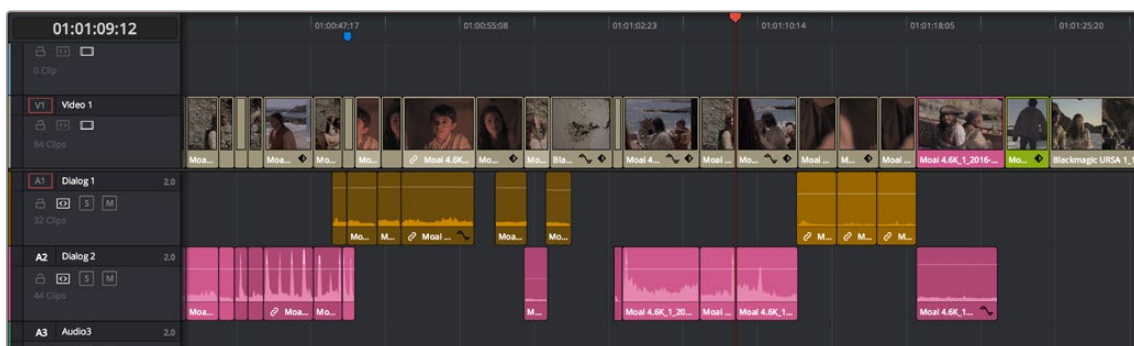 01:01:09:12
01:00:47:17 01:00:55:08 01:01:02:23 01:01:10:14 01:01:18:05 01:01:25:20
0 Clip
V1 Video 1
84 Clips
Moa... Moa... Mo... Mo... Moai 4.6K... Mo... Mo... Bla... Moai 4... Moai ... Mo... Moai ... M... Moai ... Moai 4.6K_1_2016-... Mo... Blackmagic URSA 1_1
A1 Dialog 1 2.0
S M
32 Clips
Mo... M... Moai ... Moa... Mo... M... M... M...
A2 Dialog 2 2.0
S M
44 Clips
Moa... Moa... Mo... M... Moai 4.6K_1_20... Moai ... Moai 4.6K_1... Moai 4.6K_1...
A3 Audio3 2.0